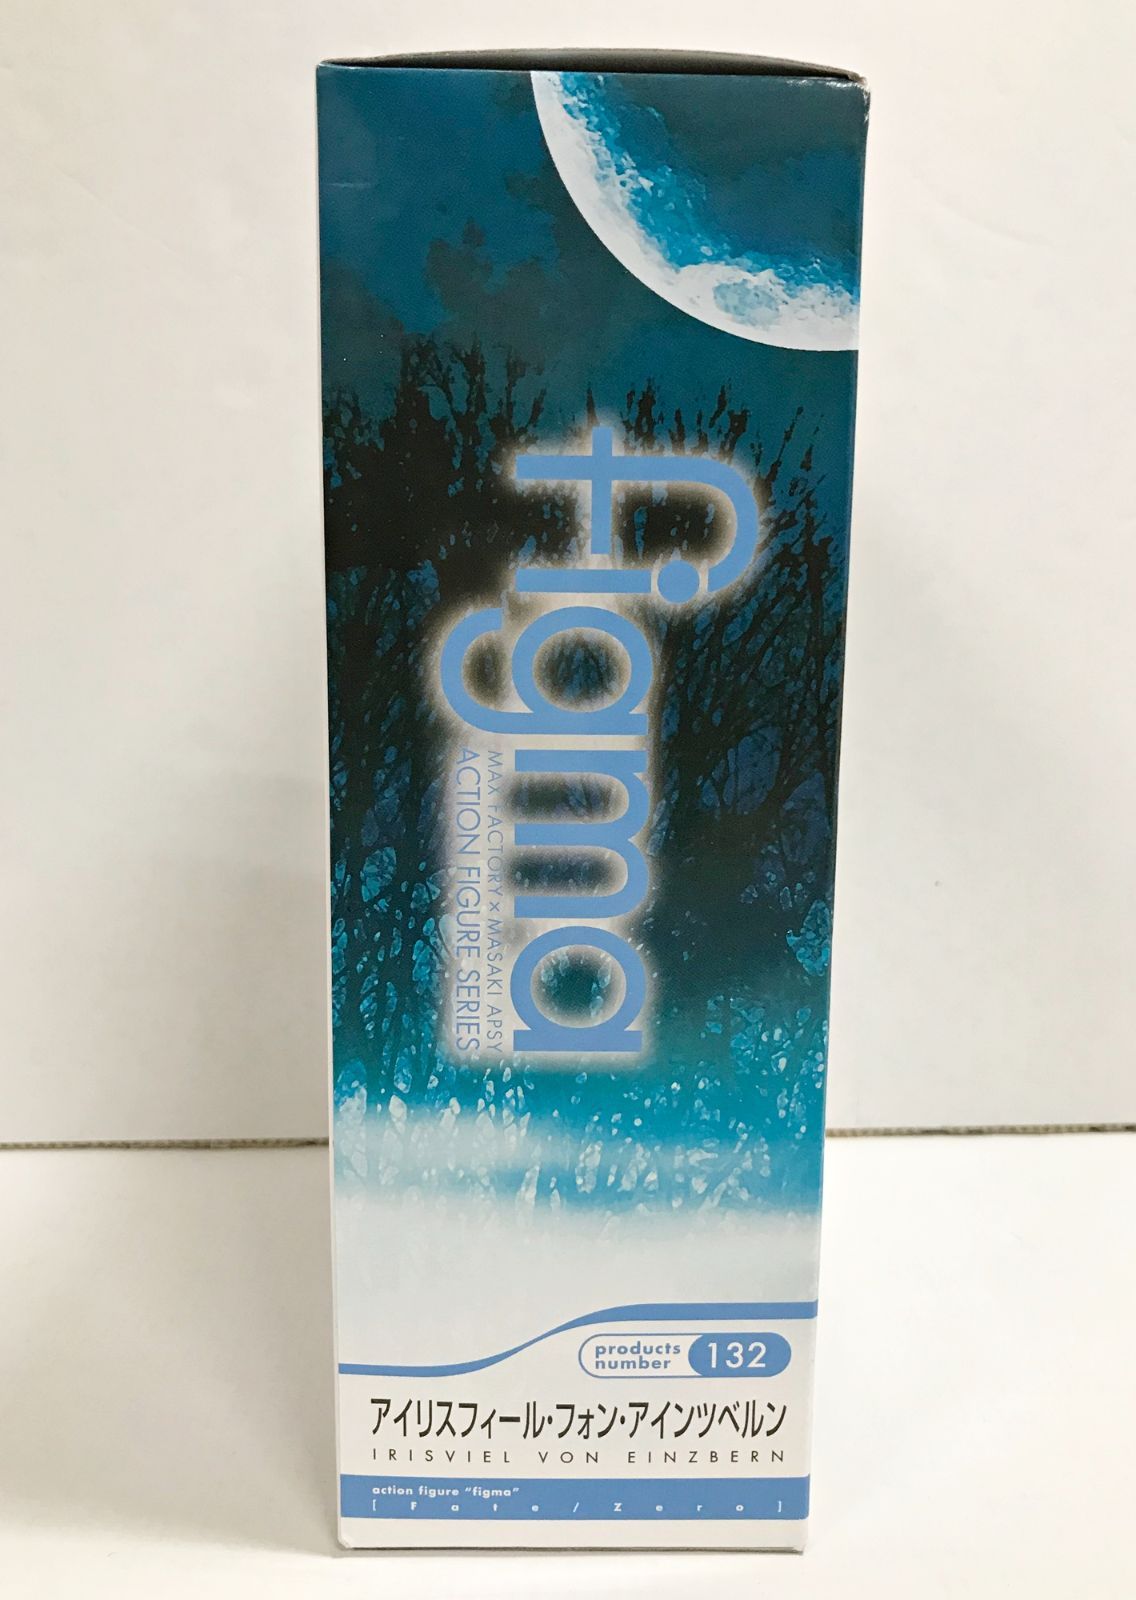 figma
MAX FACTORY × MASAKI APSY
ACTION FIGURE SERIES
products
number
132
アイリスフィール・フォン・アインツベルン
IRISVIEL VON EINZBERN
action figure "figma"
[Fate/Zero]